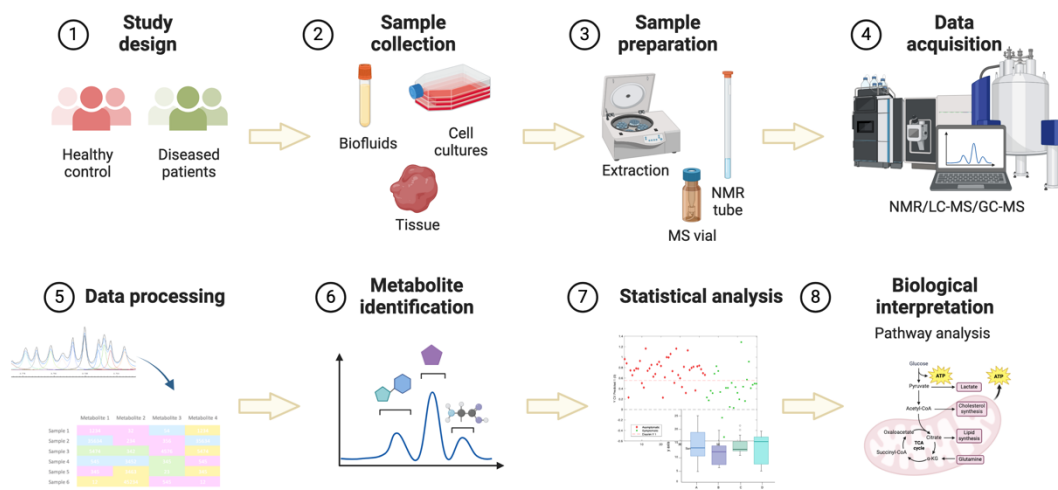 1
Study
design
Healthy
control
Diseased
patients
2
Sample
collection
Biofluids
Cell
cultures
Tissue
3
Sample
preparation
Extraction
NMR
tube
MS vial
4
Data
acquisition
NMR/LC-MS/GC-MS
5
Data processing
Metabolite 1 Metabolite 2 Metabolite 3 Metabolite 4
Sample 1
Sample 2
Sample 3
Sample 4
Sample 5
Sample 6
6
Metabolite
identification
7
Statistical analysis
A B C D
8
Biological
interpretation
Pathway analysis
Glucose
ATP
ATP
Pyruvate
Lactate
Acetyl-CoA
Cholesterol
synthesis
Oxaloacetate
Citrate
Lipid
synthesis
TCA
cycle
Succinyl-CoA
α-KG
Glutamine